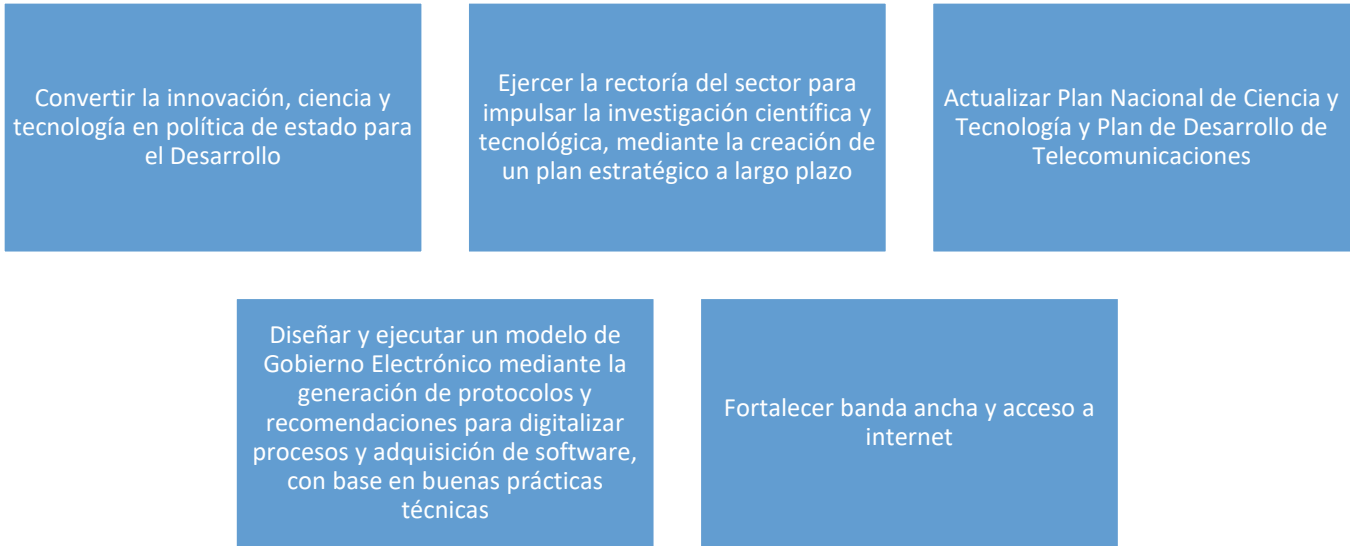 Convertir la innovación, ciencia y
tecnología en política de estado para
el Desarrollo
Ejercer la rectoría del sector para
impulsar la investigación científica y
tecnológica, mediante la creación de
un plan estratégico a largo plazo
Actualizar Plan Nacional de Ciencia y
Tecnología y Plan de Desarrollo de
Telecomunicaciones
Diseñar y ejecutar un modelo de
Gobierno Electrónico mediante la
generación de protocolos y
recomendaciones para digitalizar
procesos y adquisición de software,
con base en buenas prácticas
técnicas
Fortalecer banda ancha y acceso a
internet